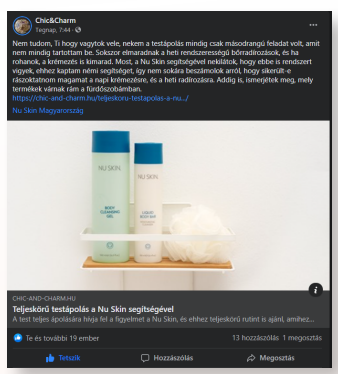 Chic&Charm
Tegnap, 7:44 ·
Nem tudom, Ti hogy vagytok vele, nekem a testápolás mindig csak másodrangú feladat volt, amit
nem mindig tartottam be. Sokszor elmaradnak a heti rendszerességű bőrradírozások, és ha
rohanok, a krémezés is kimarad. Most, a Nu Skin segítségével nekilátok, hogy ebbe is rendszert
vigyek, ehhez kaptam némi segítséget, így nem sokára beszámolok arról, hogy sikerült-e
rászoktatnom magamat a napi krémezésre, és a heti radírozásra. Addig is, ismerjétek meg, mely
termékek várnak rám a fürdőszobámban.
https://chic-and-charm.hu/teljeskoru-testapolas-a-nu.../
Nu Skin Magyarország
NU SKIN
NU SKIN
BODY
CLEANSING
GEL
LIQUID
BODY BAR
CHIC-AND-CHARM.HU
Teljeskörű testápolás a Nu Skin segítségével
A test teljes ápolására hívja fel a figyelmet a Nu Skin, és ehhez teljeskörű rutint is ajánl, amihez...
Te és további 19 ember
13 hozzászólás 1 megosztás
Tetszik
Hozzászólás
Megosztás